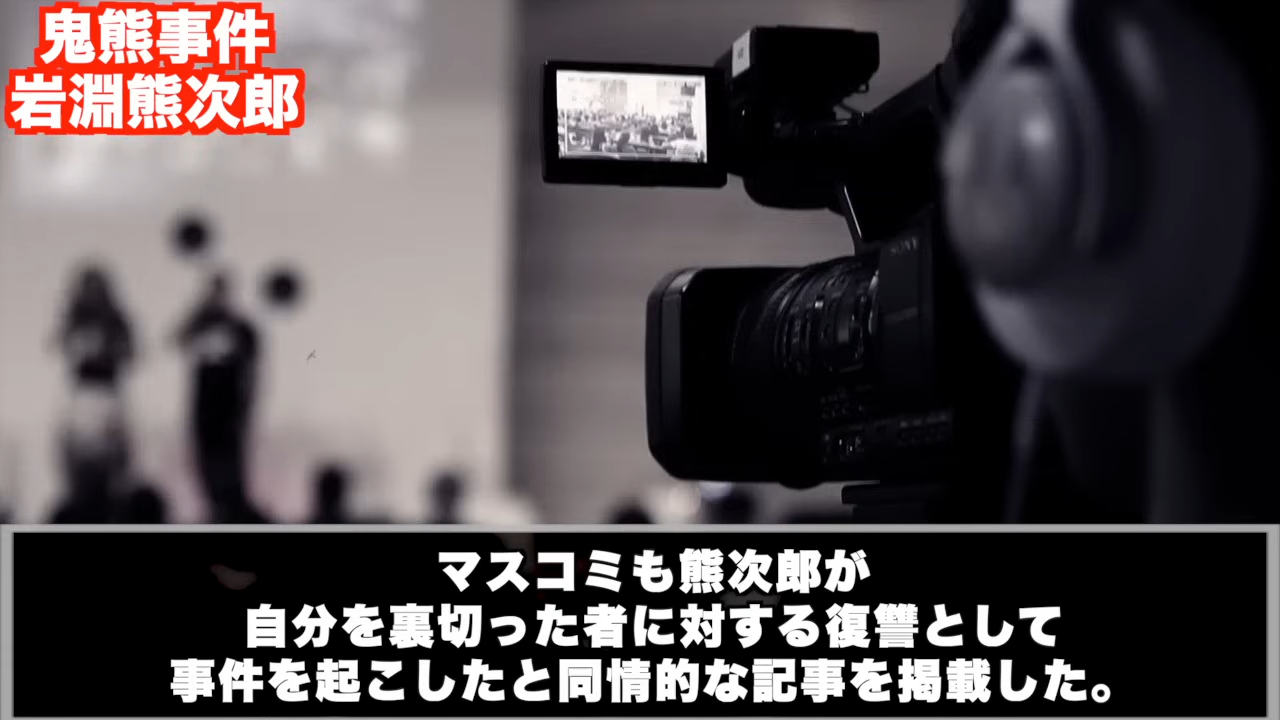 鬼熊事件
岩淵熊次郎
SONY
マスコミも熊次郎が
自分を裏切った者に対する復讐として
事件を起こしたと同情的な記事を掲載した。